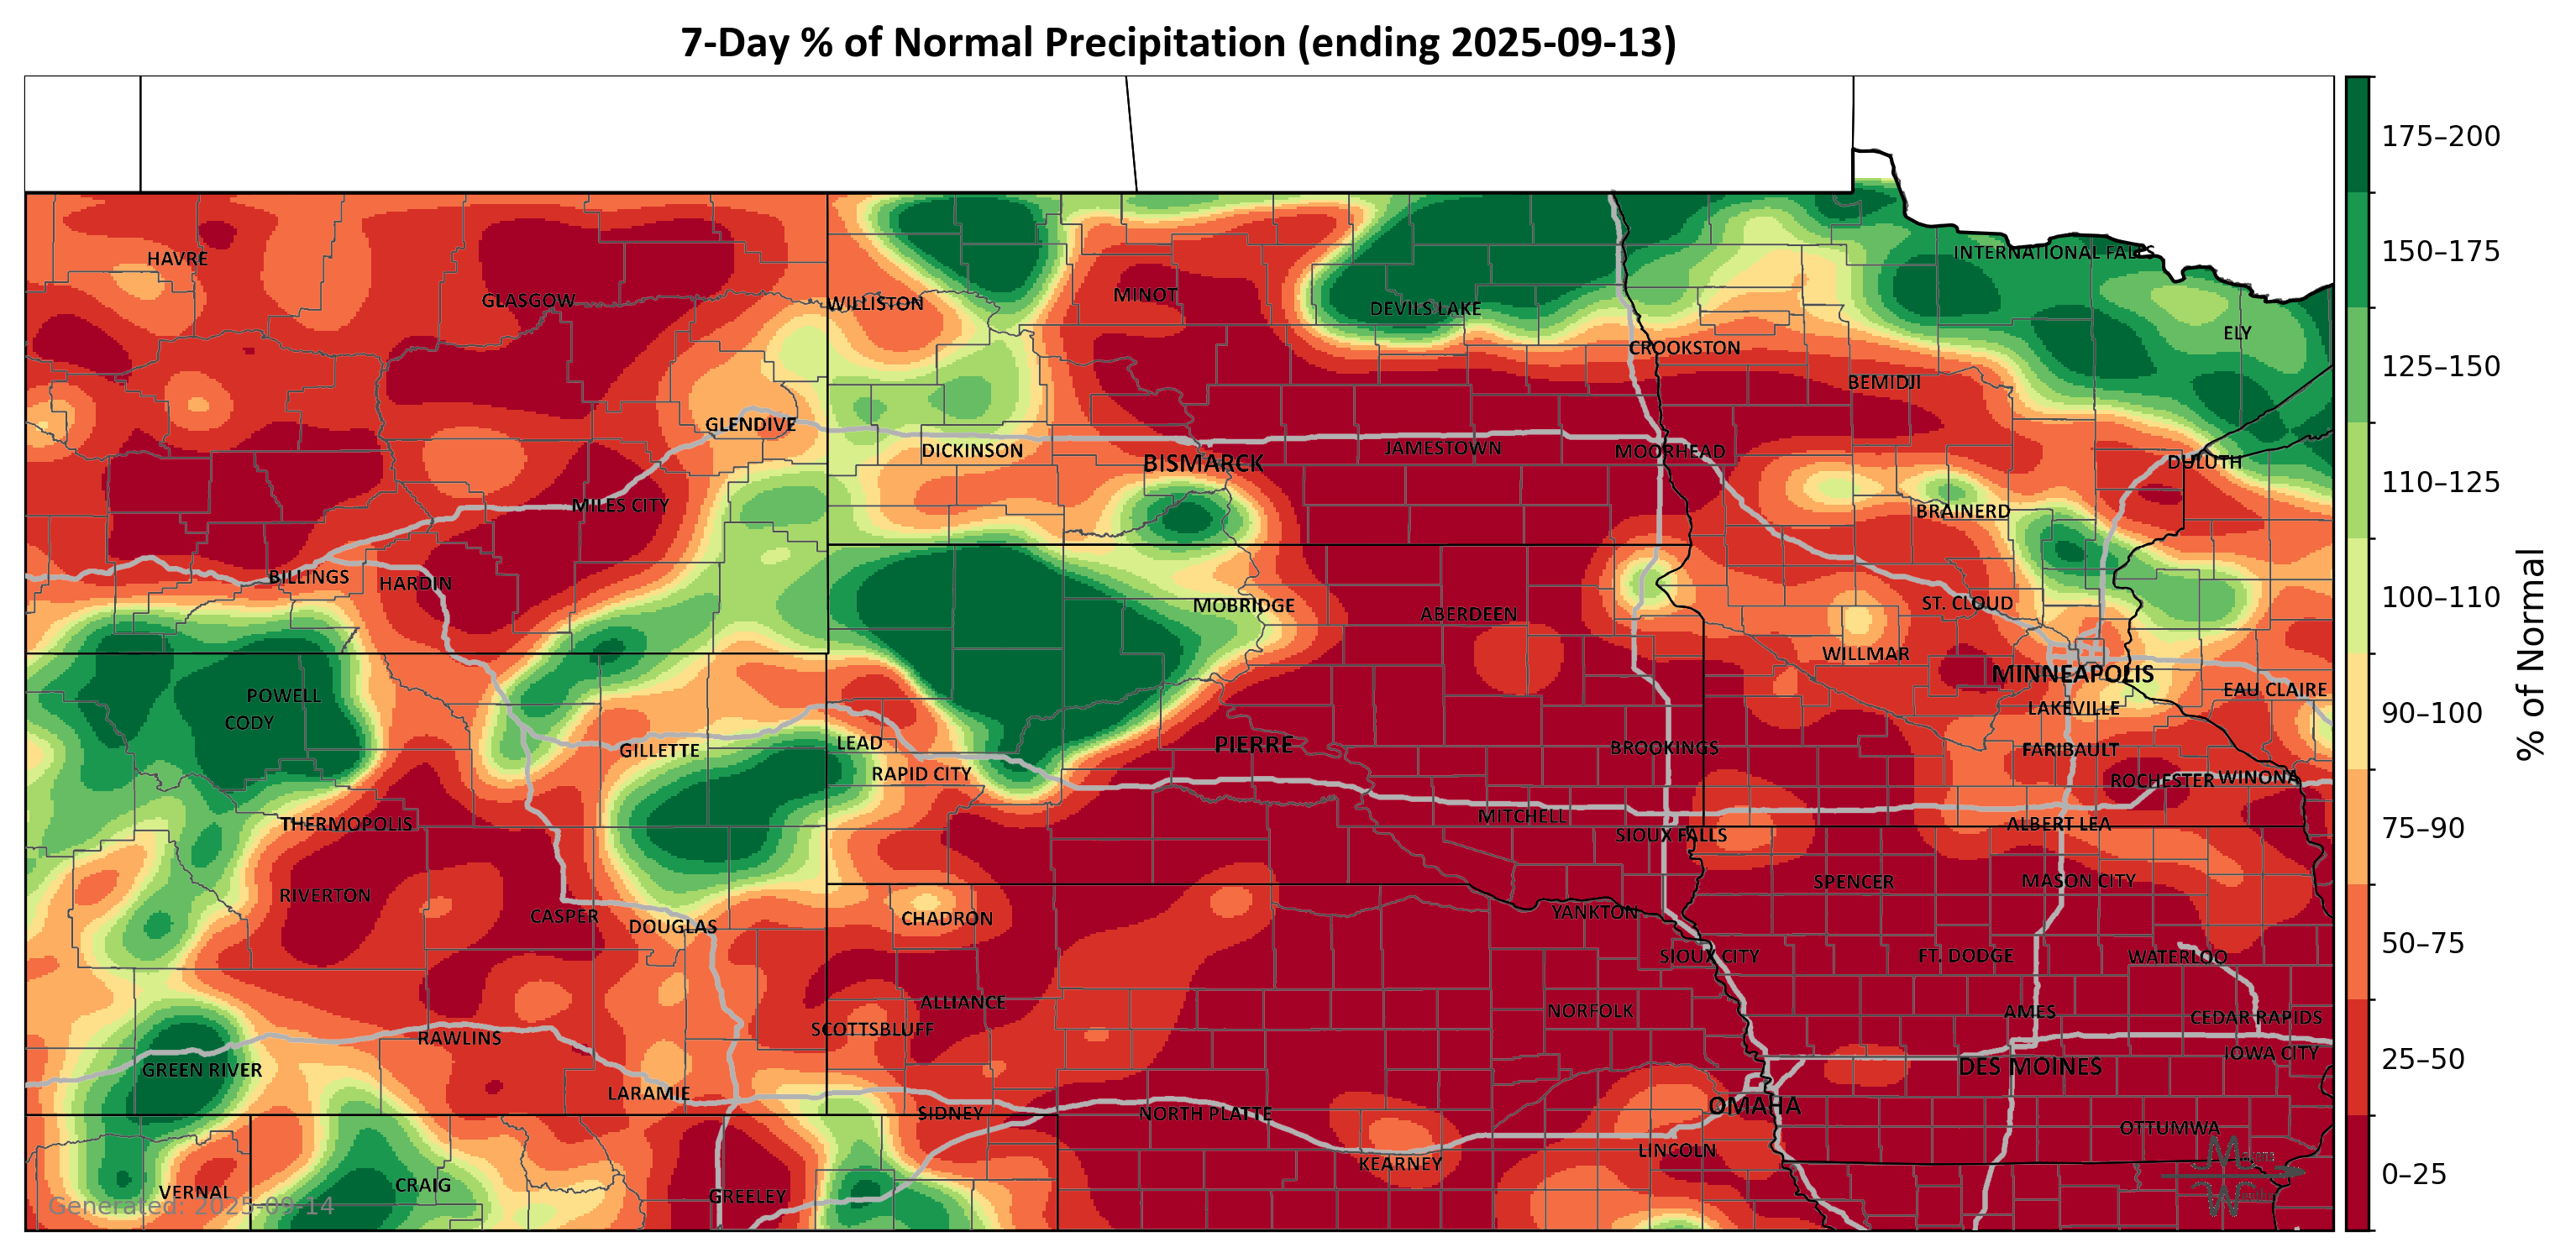 7-Day % of Normal Precipitation (ending 2025-09-13)
175–200
150–175
125–150
110–125
100–110
90–100
75–90
50–75
25–50
0–25
% of Normal
HAVRE
INTERNATIONAL FALLS
GLASGOW
WILLISTON
MINOT
DEVILS LAKE
ELY
CROOKSTON
BEMIDJI
GLENDIVE
DICKINSON
BISMARCK
JAMESTOWN
MOORHEAD
DULUTH
MILES CITY
BRAINERD
BILLINGS
HARDIN
MOBRIDGE
ABERDEEN
ST. CLOUD
WILLMAR
MINNEAPOLIS
POWELL
EAU CLAIRE
CODY
LAKEVILLE
GILLETTE
LEAD
PIERRE
BROOKINGS
FARIBAULT
RAPID CITY
ROCHESTER
WINONA
THERMOPOLIS
MITCHELL
SIOUX FALLS
ALBERT LEA
RIVERTON
SPENCER
MASON CITY
CASPER
DOUGLAS
CHADRON
YANKTON
SIOUX CITY
FT. DODGE
WATERLOO
ALLIANCE
NORFOLK
AMES
CEDAR RAPIDS
SCOTTSBLUFF
RAWLINS
IOWA CITY
GREEN RIVER
DES MOINES
LARAMIE
SIDNEY
NORTH PLATTE
OMAHA
OTTUMWA
LINCOLN
KEARNEY
VERNAL
CRAIG
GREELEY
Generated: 2025-09-14